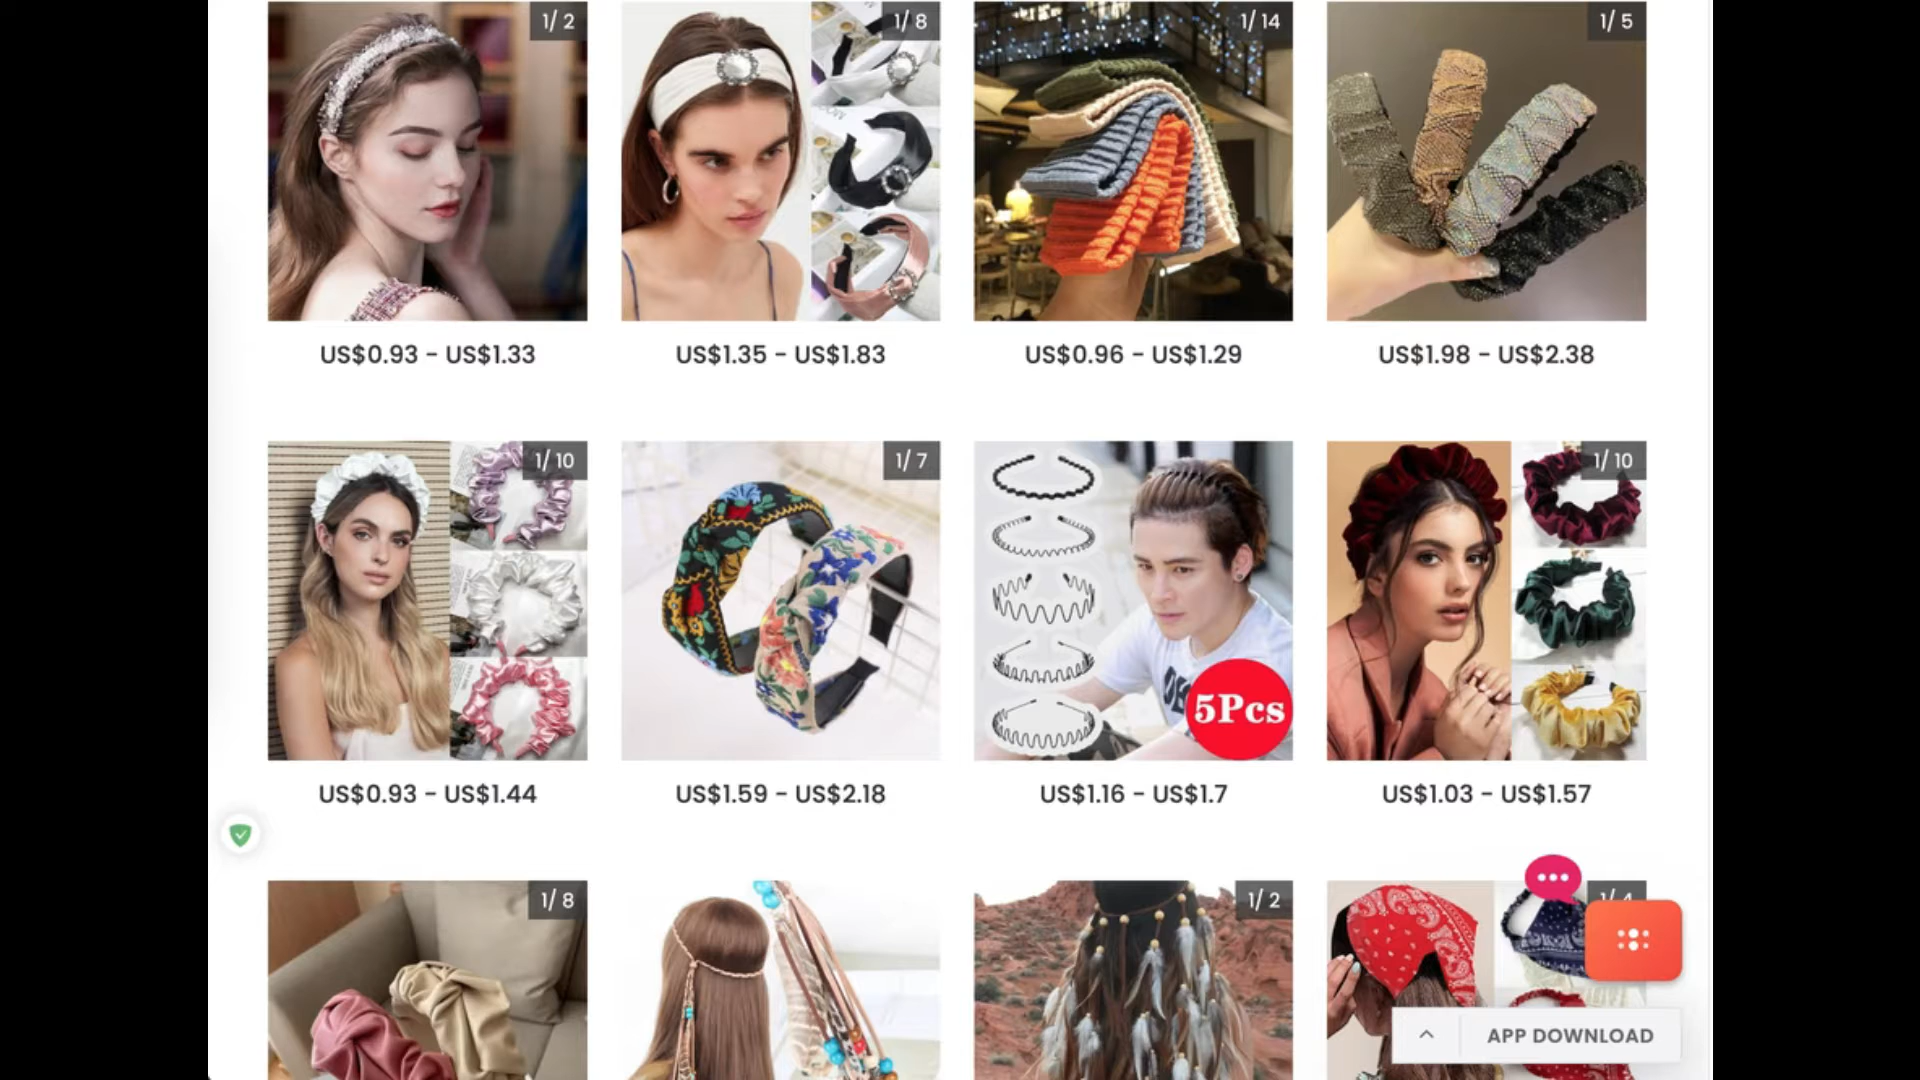 1/ 2
1/ 8
1/ 14
1/ 5
US$0.93 - US$1.33
US$1.35 - US$1.83
US$0.96 - US$1.29
US$1.98 - US$2.38
1/ 10
1/ 7
5Pcs
1/ 10
US$0.93 - US$1.44
US$1.59 - US$2.18
US$1.16 - US$1.7
US$1.03 - US$1.57
1/ 8
1/ 2
1/ 4
APP DOWNLOAD